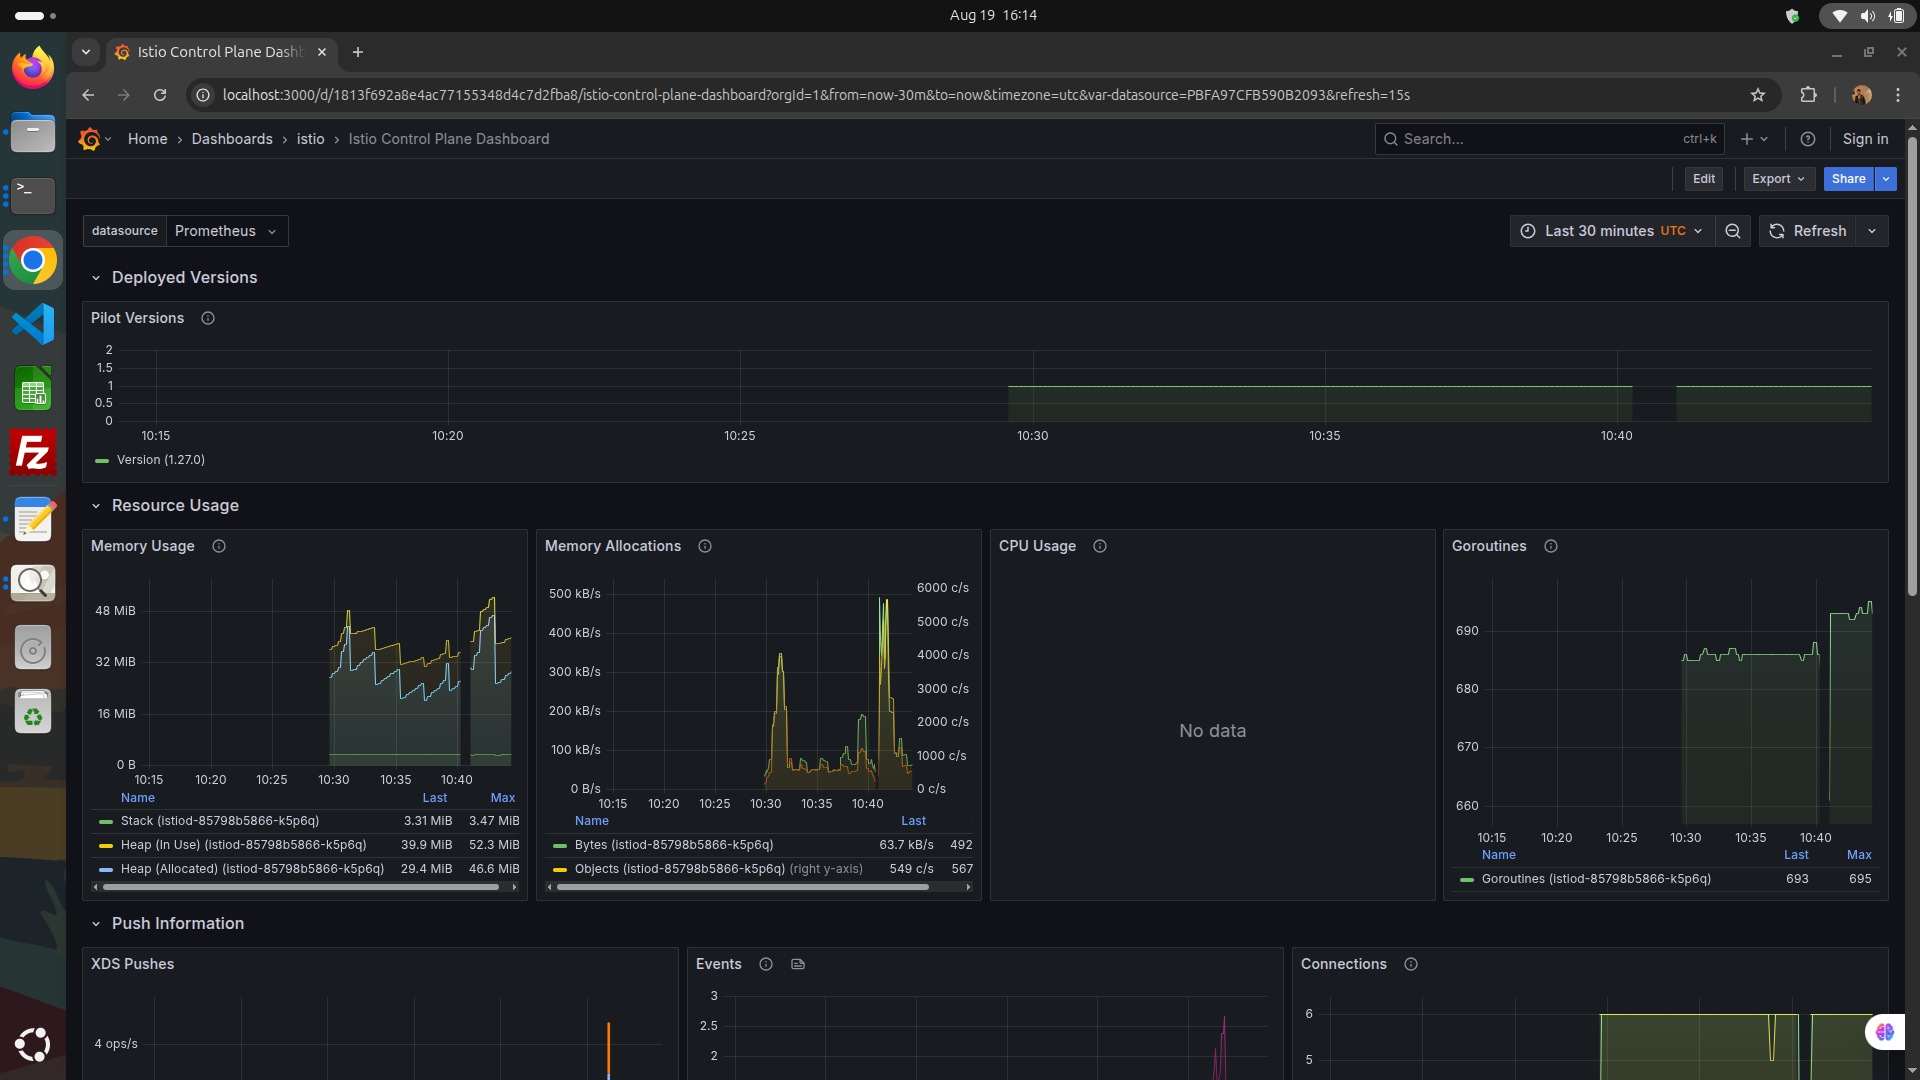 Aug 19 16:14
Istio Control Plane Dashb
localhost:3000/d/1813f692a8e4ac77155348d4c7d2fba8/istio-control-plane-dashboard?orgId=1&from=now-30m&to=now&timezone=utc&var-datasource=PBFA97CFB590B2093&refresh=15s
Home › Dashboards › istio › Istio Control Plane Dashboard
Search... ctrl+k
Sign in
Edit Export Share
datasource Prometheus
Last 30 minutes UTC Refresh
Deployed Versions
Pilot Versions
2
1.5
1
0.5
0
10:15 10:20 10:25 10:30 10:35 10:40
Version (1.27.0)
Resource Usage
Memory Usage
48 MiB
32 MiB
16 MiB
0 B
10:15 10:20 10:25 10:30 10:35 10:40
Name Last Max
Stack (istiod-85798b5866-k5p6q) 3.31 MiB 3.47 MiB
Heap (In Use) (istiod-85798b5866-k5p6q) 39.9 MiB 52.3 MiB
Heap (Allocated) (istiod-85798b5866-k5p6q) 29.4 MiB 46.6 MiB
Memory Allocations
500 kB/s
400 kB/s
300 kB/s
200 kB/s
100 kB/s
0 B/s
6000 c/s
5000 c/s
4000 c/s
3000 c/s
2000 c/s
1000 c/s
0 c/s
10:15 10:20 10:25 10:30 10:35 10:40
Name Last
Bytes (istiod-85798b5866-k5p6q) 63.7 kB/s 492
Objects (istiod-85798b5866-k5p6q) (right y-axis) 549 c/s 567
CPU Usage
No data
Goroutines
690
680
670
660
10:15 10:20 10:25 10:30 10:35 10:40
Name Last Max
Goroutines (istiod-85798b5866-k5p6q) 693 695
Push Information
XDS Pushes
4 ops/s
Events
3
2.5
2
Connections
6
5